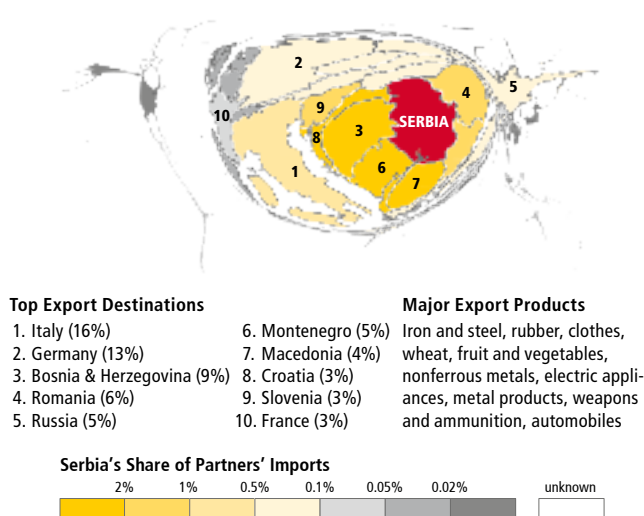 2
10
9
8
3
SERBIA
4
5
1
6
7
Top Export Destinations
1. Italy (16%)
2. Germany (13%)
3. Bosnia & Herzegovina (9%)
4. Romania (6%)
5. Russia (5%)
6. Montenegro (5%)
7. Macedonia (4%)
8. Croatia (3%)
9. Slovenia (3%)
10. France (3%)
Major Export Products
Iron and steel, rubber, clothes,
wheat, fruit and vegetables,
nonferrous metals, electric appli-
ances, metal products, weapons
and ammunition, automobiles
Serbia's Share of Partners' Imports
2% 1% 0.5% 0.1% 0.05% 0.02% unknown